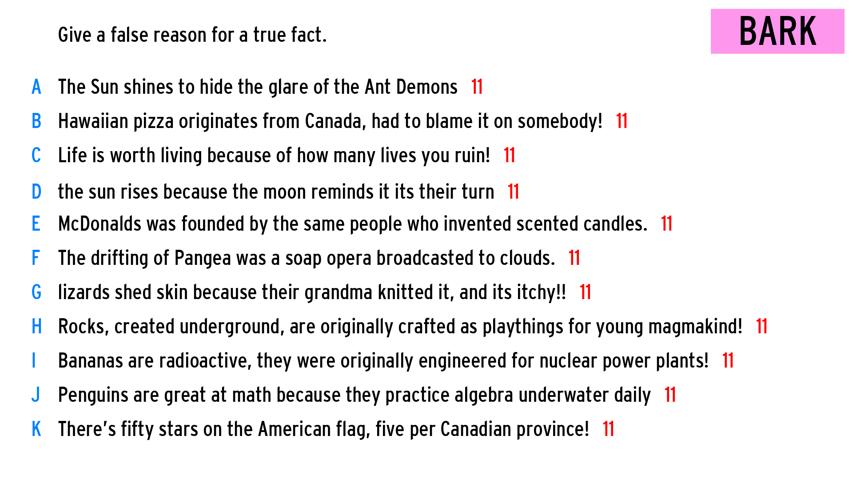 Give a false reason for a true fact.
BARK
A The Sun shines to hide the glare of the Ant Demons 11
B Hawaiian pizza originates from Canada, had to blame it on somebody! 11
C Life is worth living because of how many lives you ruin! 11
D the sun rises because the moon reminds it its their turn 11
E McDonalds was founded by the same people who invented scented candles. 11
F The drifting of Pangea was a soap opera broadcasted to clouds. 11
G lizards shed skin because their grandma knitted it, and its itchy!! 11
H Rocks, created underground, are originally crafted as playthings for young magmakind! 11
I Bananas are radioactive, they were originally engineered for nuclear power plants! 11
J Penguins are great at math because they practice algebra underwater daily 11
K There's fifty stars on the American flag, five per Canadian province! 11